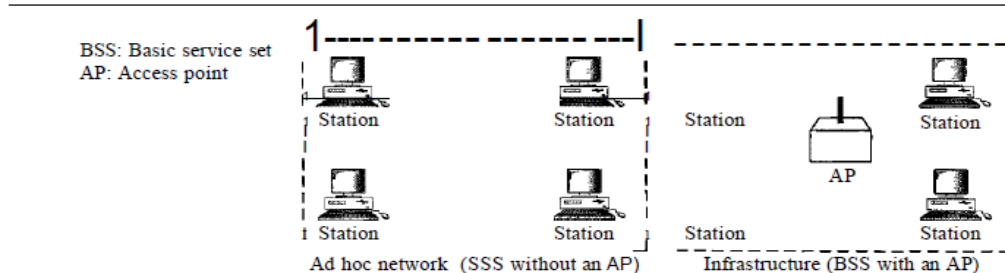 BSS: Basic service set
AP: Access point
Station Station Station Station
AP
Station Station Station Station
Ad hoc network (SSS without an AP) Infrastructure (BSS with an AP)